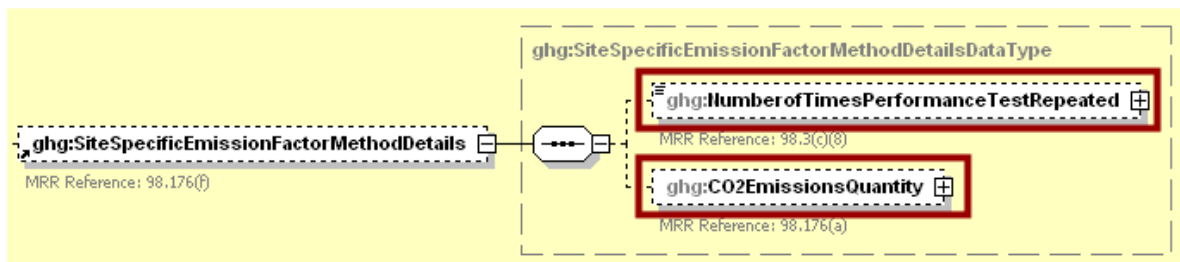 ghg:SiteSpecificEmissionFactorMethodDetailsDataType
ghg:NumberofTimesPerformanceTestRepeated
MRR Reference: 98.3(c)(8)
ghg:SiteSpecificEmissionFactorMethodDetails
MRR Reference: 98.176(f)
ghg:CO2EmissionsQuantity
MRR Reference: 98.176(a)